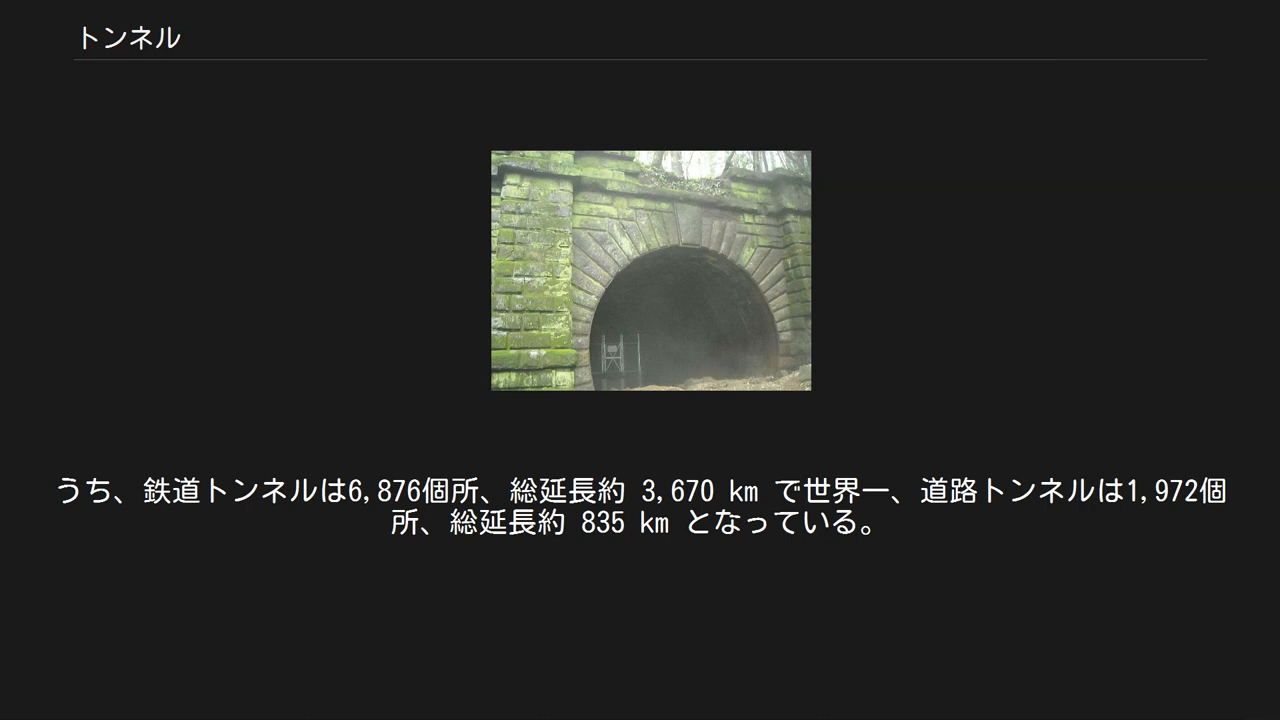 トンネル
うち、鉄道トンネルは6,876個所、総延長約 3,670 km で世界一、道路トンネルは1,972個
所、総延長約 835 km となっている。